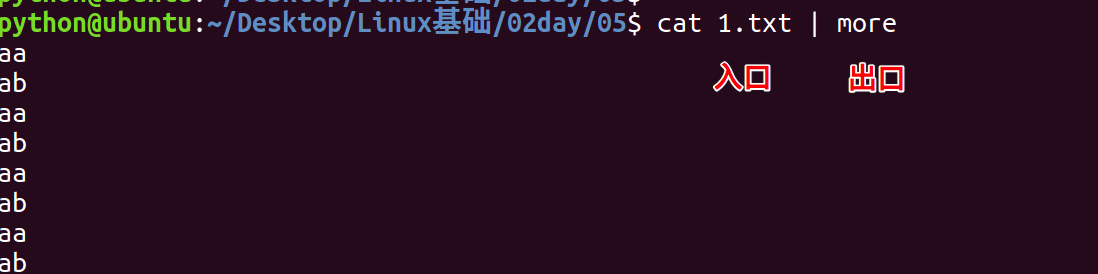 python@ubuntu:~/Desktop/Linux基础/02day/05$
python@ubuntu:~/Desktop/Linux基础/02day/05$ cat 1.txt | more
aa
入口 出口
ab
aa
ab
aa
ab
aa
ab